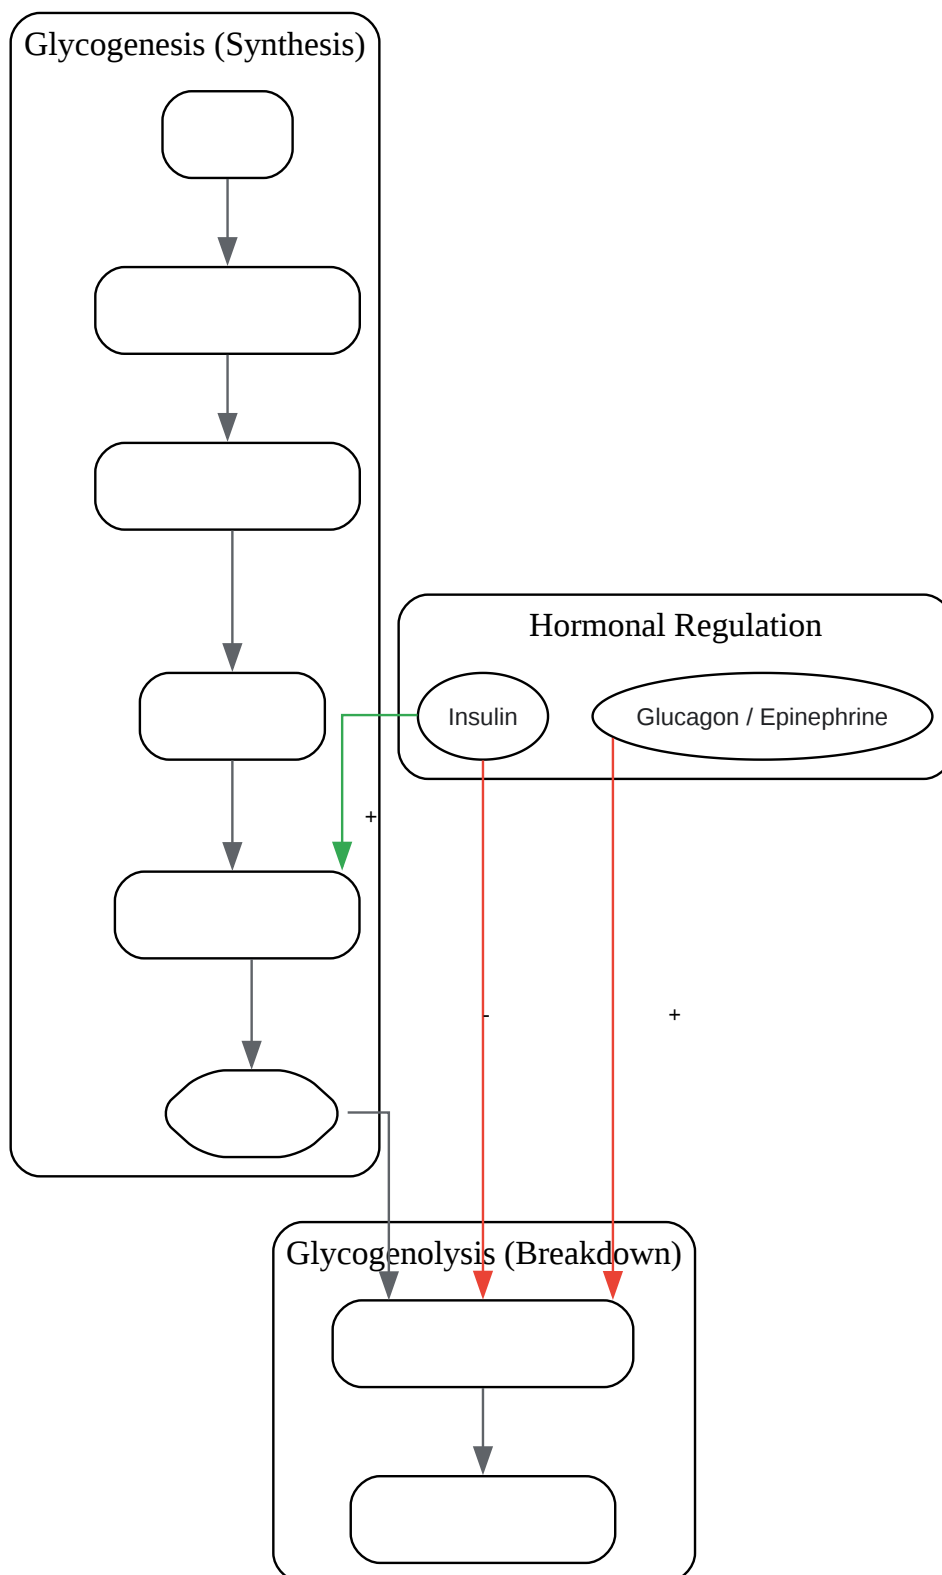 Glycogenesis (Synthesis)
Hormonal Regulation
Insulin
Glucagon / Epinephrine
+
-
+
Glycogenolysis (Breakdown)